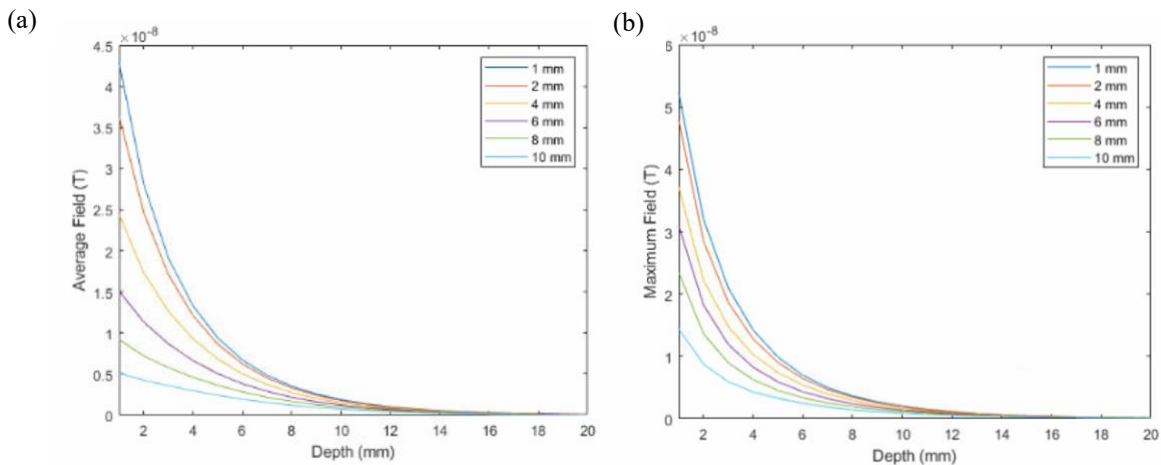 (a)
×10⁻⁸
4.5
4
3.5
3
2.5
2
1.5
1
0.5
0
Average Field (T)
2 4 6 8 10 12 14 16 18 20
Depth (mm)
1 mm
2 mm
4 mm
6 mm
8 mm
10 mm
(b)
×10⁻⁸
6
5
4
3
2
1
0
Maximum Field (T)
2 4 6 8 10 12 14 16 18 20
Depth (mm)
1 mm
2 mm
4 mm
6 mm
8 mm
10 mm